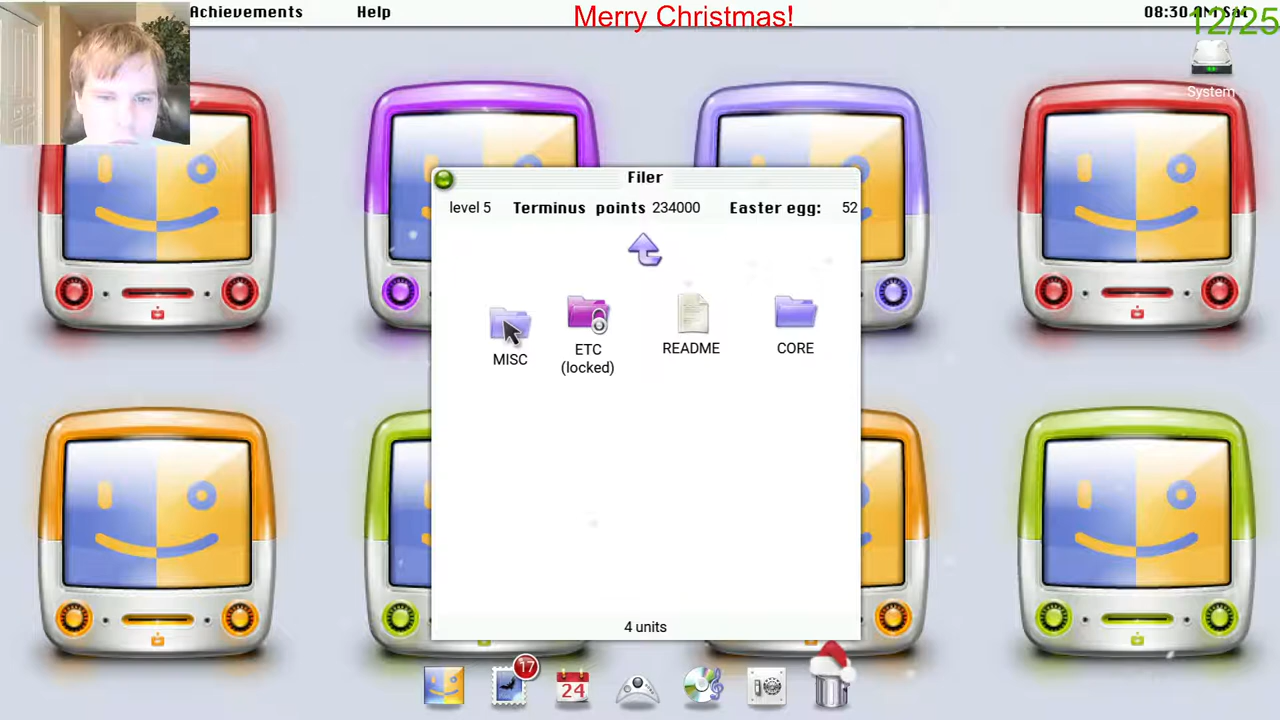 Achievements Help Merry Christmas! 08:30 AM Sat
12/25
System
Filer
level 5 Terminus points 234000 Easter egg: 52
MISC
ETC
(locked)
README
CORE
4 units
17
24